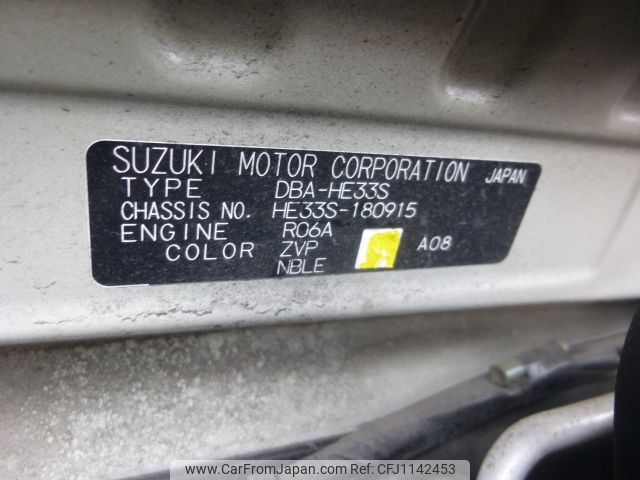 SUZUKI MOTOR CORPORATION JAPAN
TYPE DBA-HE33S
CHASSIS NO. HE33S-180915
ENGINE R06A
COLOR ZVP A08
NBLE
www.carfromjapan.com Ref No: CFJ1142453